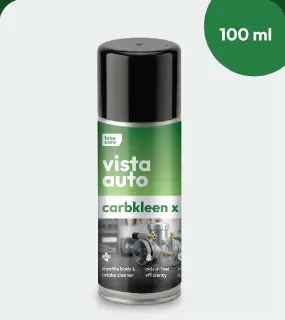 100 ml
bike
care
vista
auto
carbkleen x
throttle body &
intake cleaner
aids in fuel
efficiency